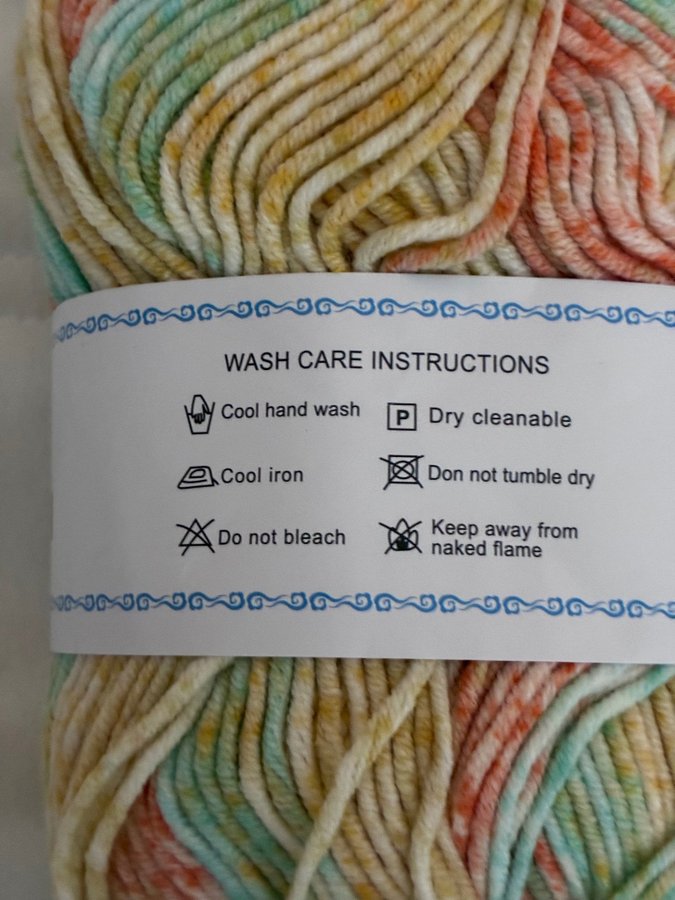 WASH CARE INSTRUCTIONS
Cool hand wash
P Dry cleanable
Cool iron
Don not tumble dry
Do not bleach
Keep away from
naked flame